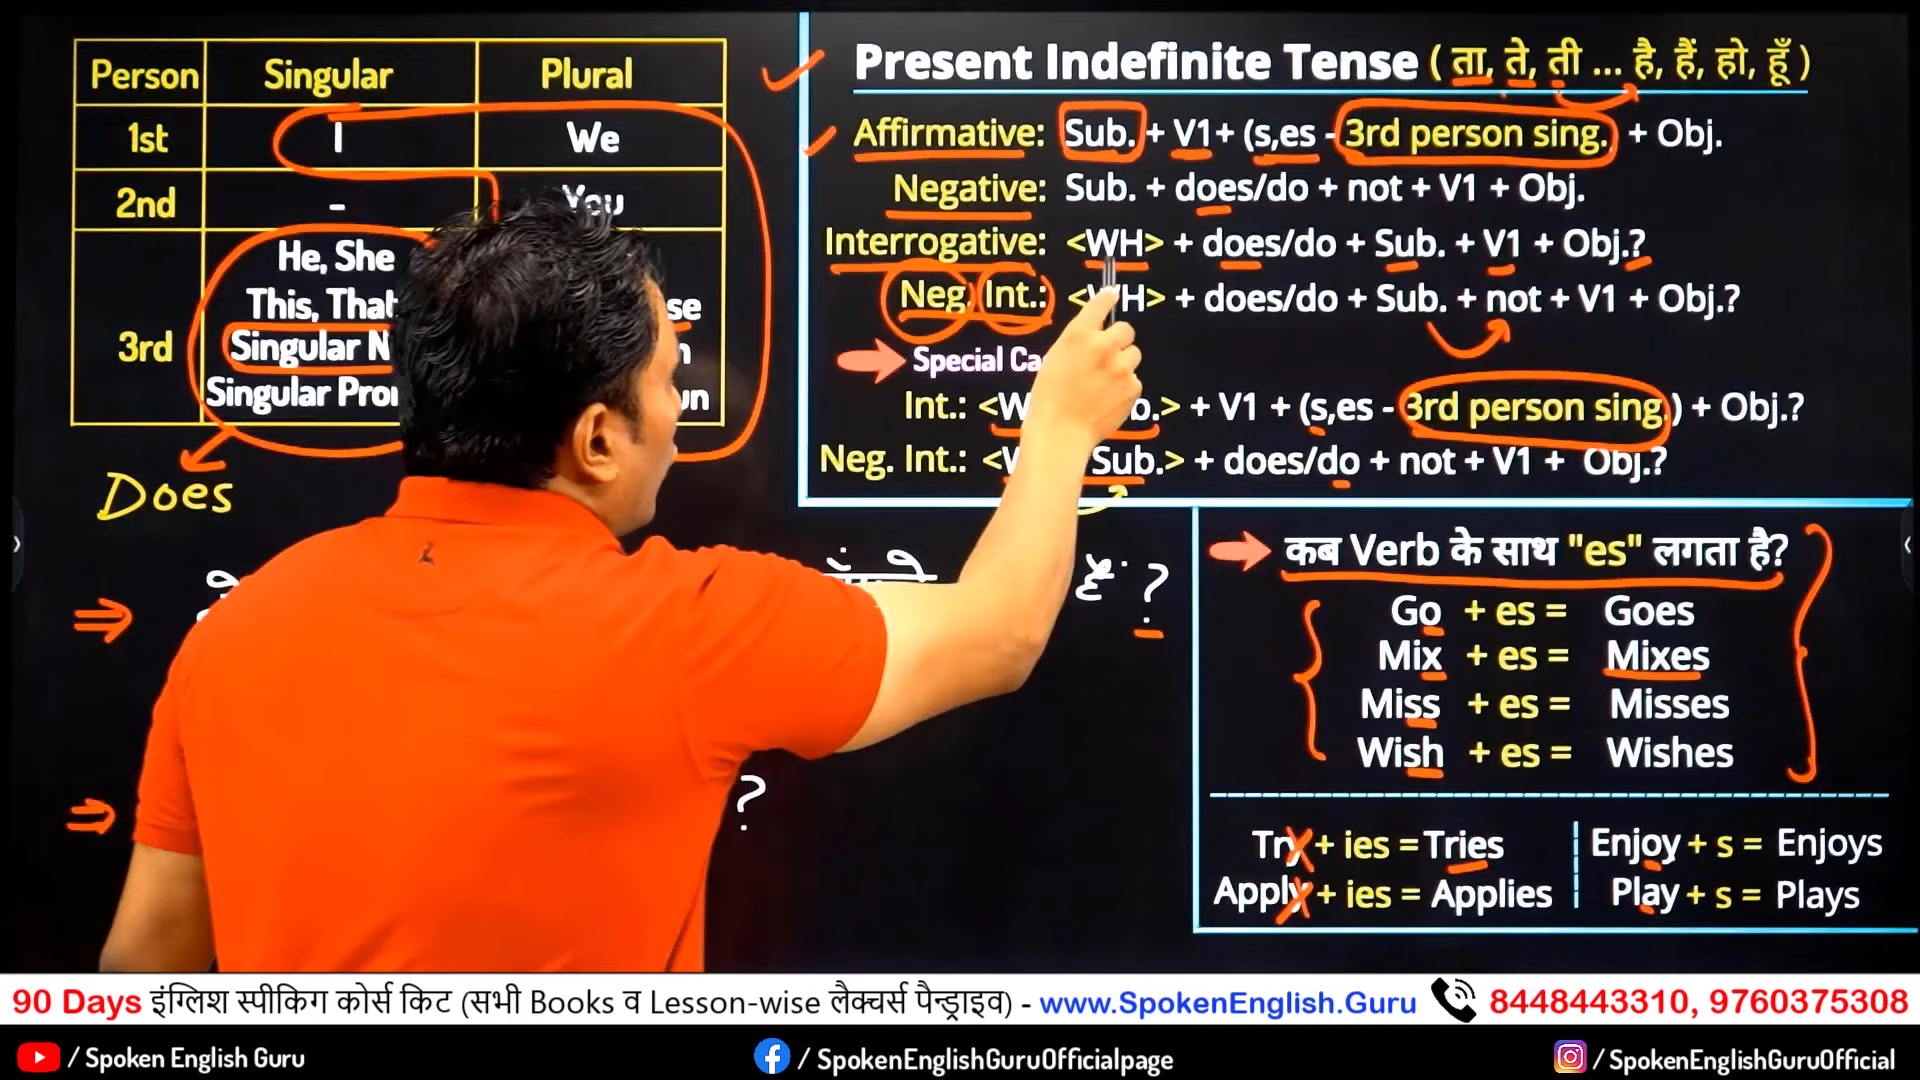 Person Singular Plural
1st I We
2nd - You
He, She
This, That
3rd Singular
Does
Present Indefinite Tense ( ता, ते, ती ... है, हैं, हो, हूँ )
Affirmative: Sub. + V1+ (s,es - 3rd person sing. + Obj.
Negative: Sub. + does/do + not + V1 + Obj.
Interrogative: <WH> + does/do + Sub. + V1 + Obj.?
Neg. Int.: <WH> + does/do + Sub. + not + V1 + Obj.?
Special
Int.: + V1 + (s,es - 3rd person sing.) + Obj.?
Neg. Int.: Sub.> + does/do + not + V1 + Obj.?
?
?
कब Verb के साथ "es" लगता है?
Go + es = Goes
Mix + es = Mixes
Miss + es = Misses
Wish + es = Wishes
Try + ies = Tries
Apply + ies = Applies
Enjoy + s = Enjoys
Play + s = Plays
90 Days इंग्लिश स्पीकिग कोर्स किट (सभी Books व Lesson-wise लैक्चर्स पैन्ड्राइव) - www.SpokenEnglish.Guru 8448443310, 9760375308
/ Spoken English Guru / SpokenEnglishGuruOfficialpage / SpokenEnglishGuruOfficial